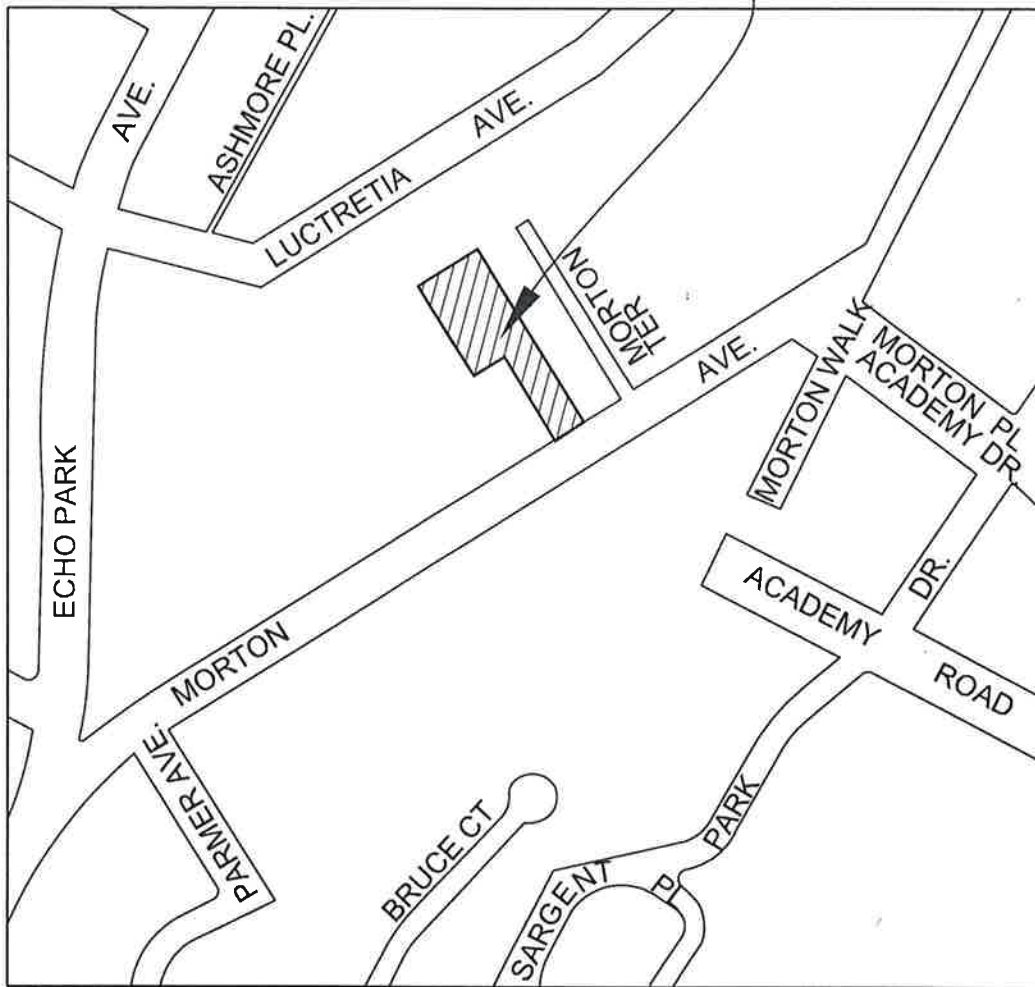 AVE.
ASHMORE PL.
LUCTRETIA AVE.
MORTON
TER
ECHO PARK
MORTON AVE.
MORTON WALK
MORTON PL
ACADEMY DR.
DR.
ACADEMY ROAD
PARMER AVE.
BRUCE CT
PARK
SARGENT PL